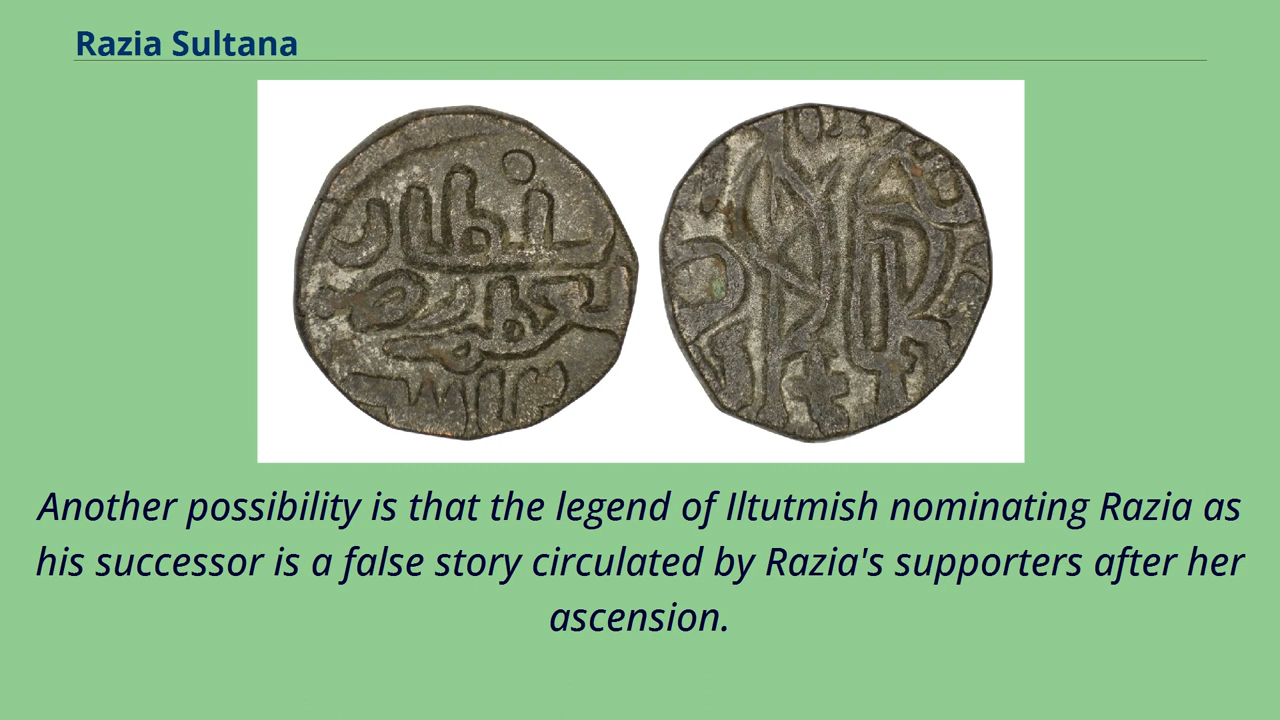 Razia Sultana
Another possibility is that the legend of Iltutmish nominating Razia as
his successor is a false story circulated by Razia's supporters after her
ascension.